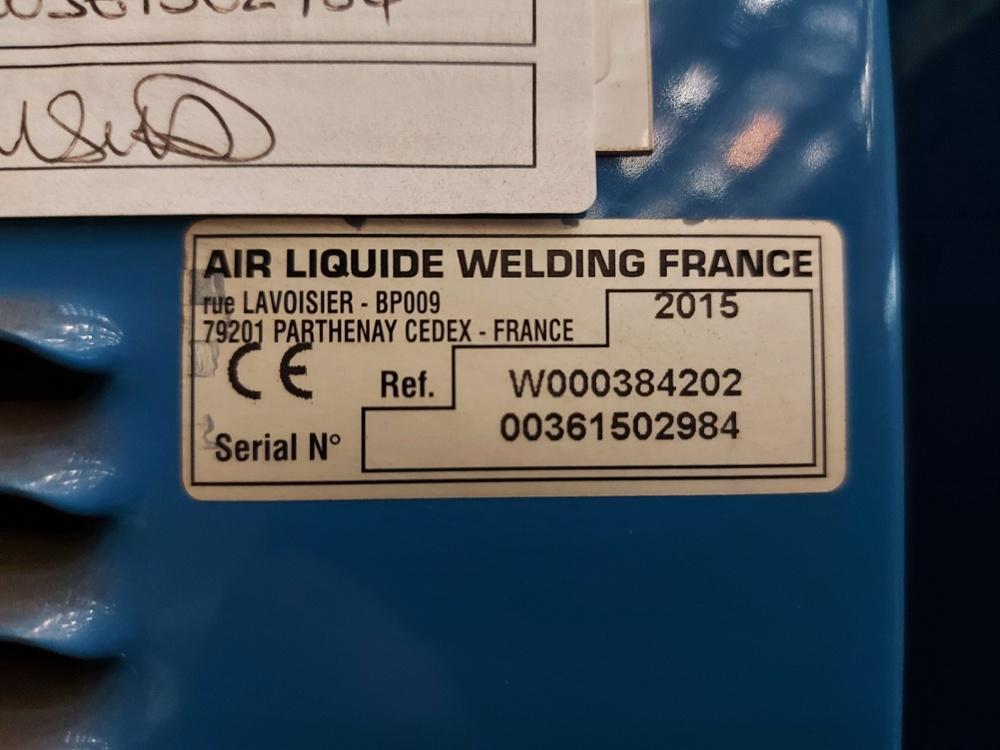 AIR LIQUIDE WELDING FRANCE
rue LAVOISIER - BP009
2015
79201 PARTHENAY CEDEX - FRANCE
CE
Ref. W000384202
Serial N° 00361502984